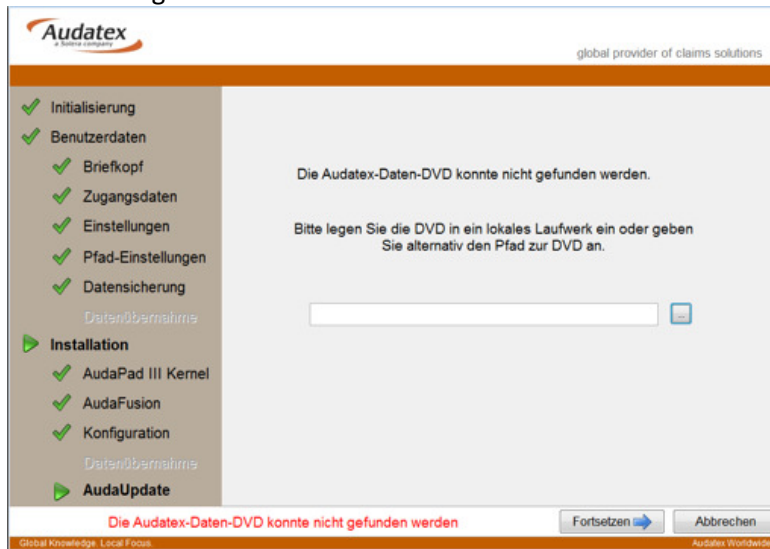 Audatex
a Solera company
global provider of claims solutions
Initialisierung
Benutzerdaten
Briefkopf
Zugangsdaten
Einstellungen
Pfad-Einstellungen
Datensicherung
Datenübernahme
Installation
AudaPad III Kernel
AudaFusion
Konfiguration
Datenübernahme
AudaUpdate
Die Audatex-Daten-DVD konnte nicht gefunden werden.
Bitte legen Sie die DVD in ein lokales Laufwerk ein oder geben
Sie alternativ den Pfad zur DVD an.
...
Die Audatex-Daten-DVD konnte nicht gefunden werden
Fortsetzen
Abbrechen
Global Knowledge. Local Focus.
Audatex Worldwide